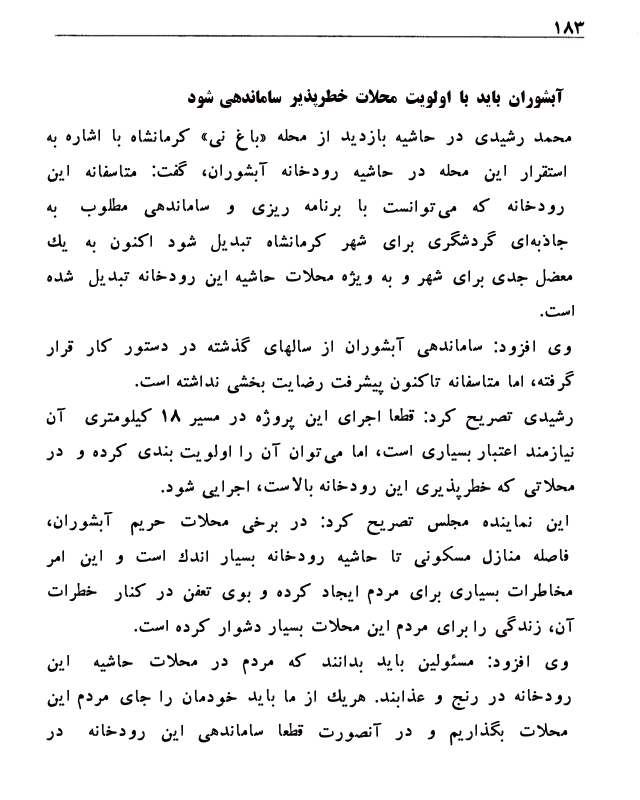 ۱۸۳
آبشوران باید با اولویت محلات خطرپذیر ساماندهی شود
محمد رشیدی در حاشیه بازدید از محله «باغ نی» کرمانشاه با اشاره به
استقرار این محله در حاشیه رودخانه آبشوران، گفت: متاسفانه این
رودخانه که می‌توانست با برنامه ریزی و ساماندهی مطلوب به
جاذبه‌ای گردشگری برای شهر کرمانشاه تبدیل شود اکنون به یك
معضل جدی برای شهر و به ویژه محلات حاشیه این رودخانه تبدیل شده
است.
وی افزود: ساماندهی آبشوران از سالهای گذشته در دستور کار قرار
گرفته، اما متاسفانه تاکنون پیشرفت رضایت بخشی نداشته است.
رشیدی تصریح کرد: قطعا اجرای این پروژه در مسیر ۱۸ کیلومتری آن
نیازمند اعتبار بسیاری است، اما می‌توان آن را اولویت بندی کرده و در
محلاتی که خطرپذیری این رودخانه بالاست، اجرایی شود.
این نماینده مجلس تصریح کرد: در برخی محلات حریم آبشوران،
فاصله منازل مسکونی تا حاشیه رودخانه بسیار اندك است و این امر
مخاطرات بسیاری برای مردم ایجاد کرده و بوی تعفن در کنار خطرات
آن، زندگی را برای مردم این محلات بسیار دشوار کرده است.
وی افزود: مسئولین باید بدانند که مردم در محلات حاشیه این
رودخانه در رنج و عذابند. هریك از ما باید خودمان را جای مردم این
محلات بگذاریم و در آنصورت قطعا ساماندهی این رودخانه در